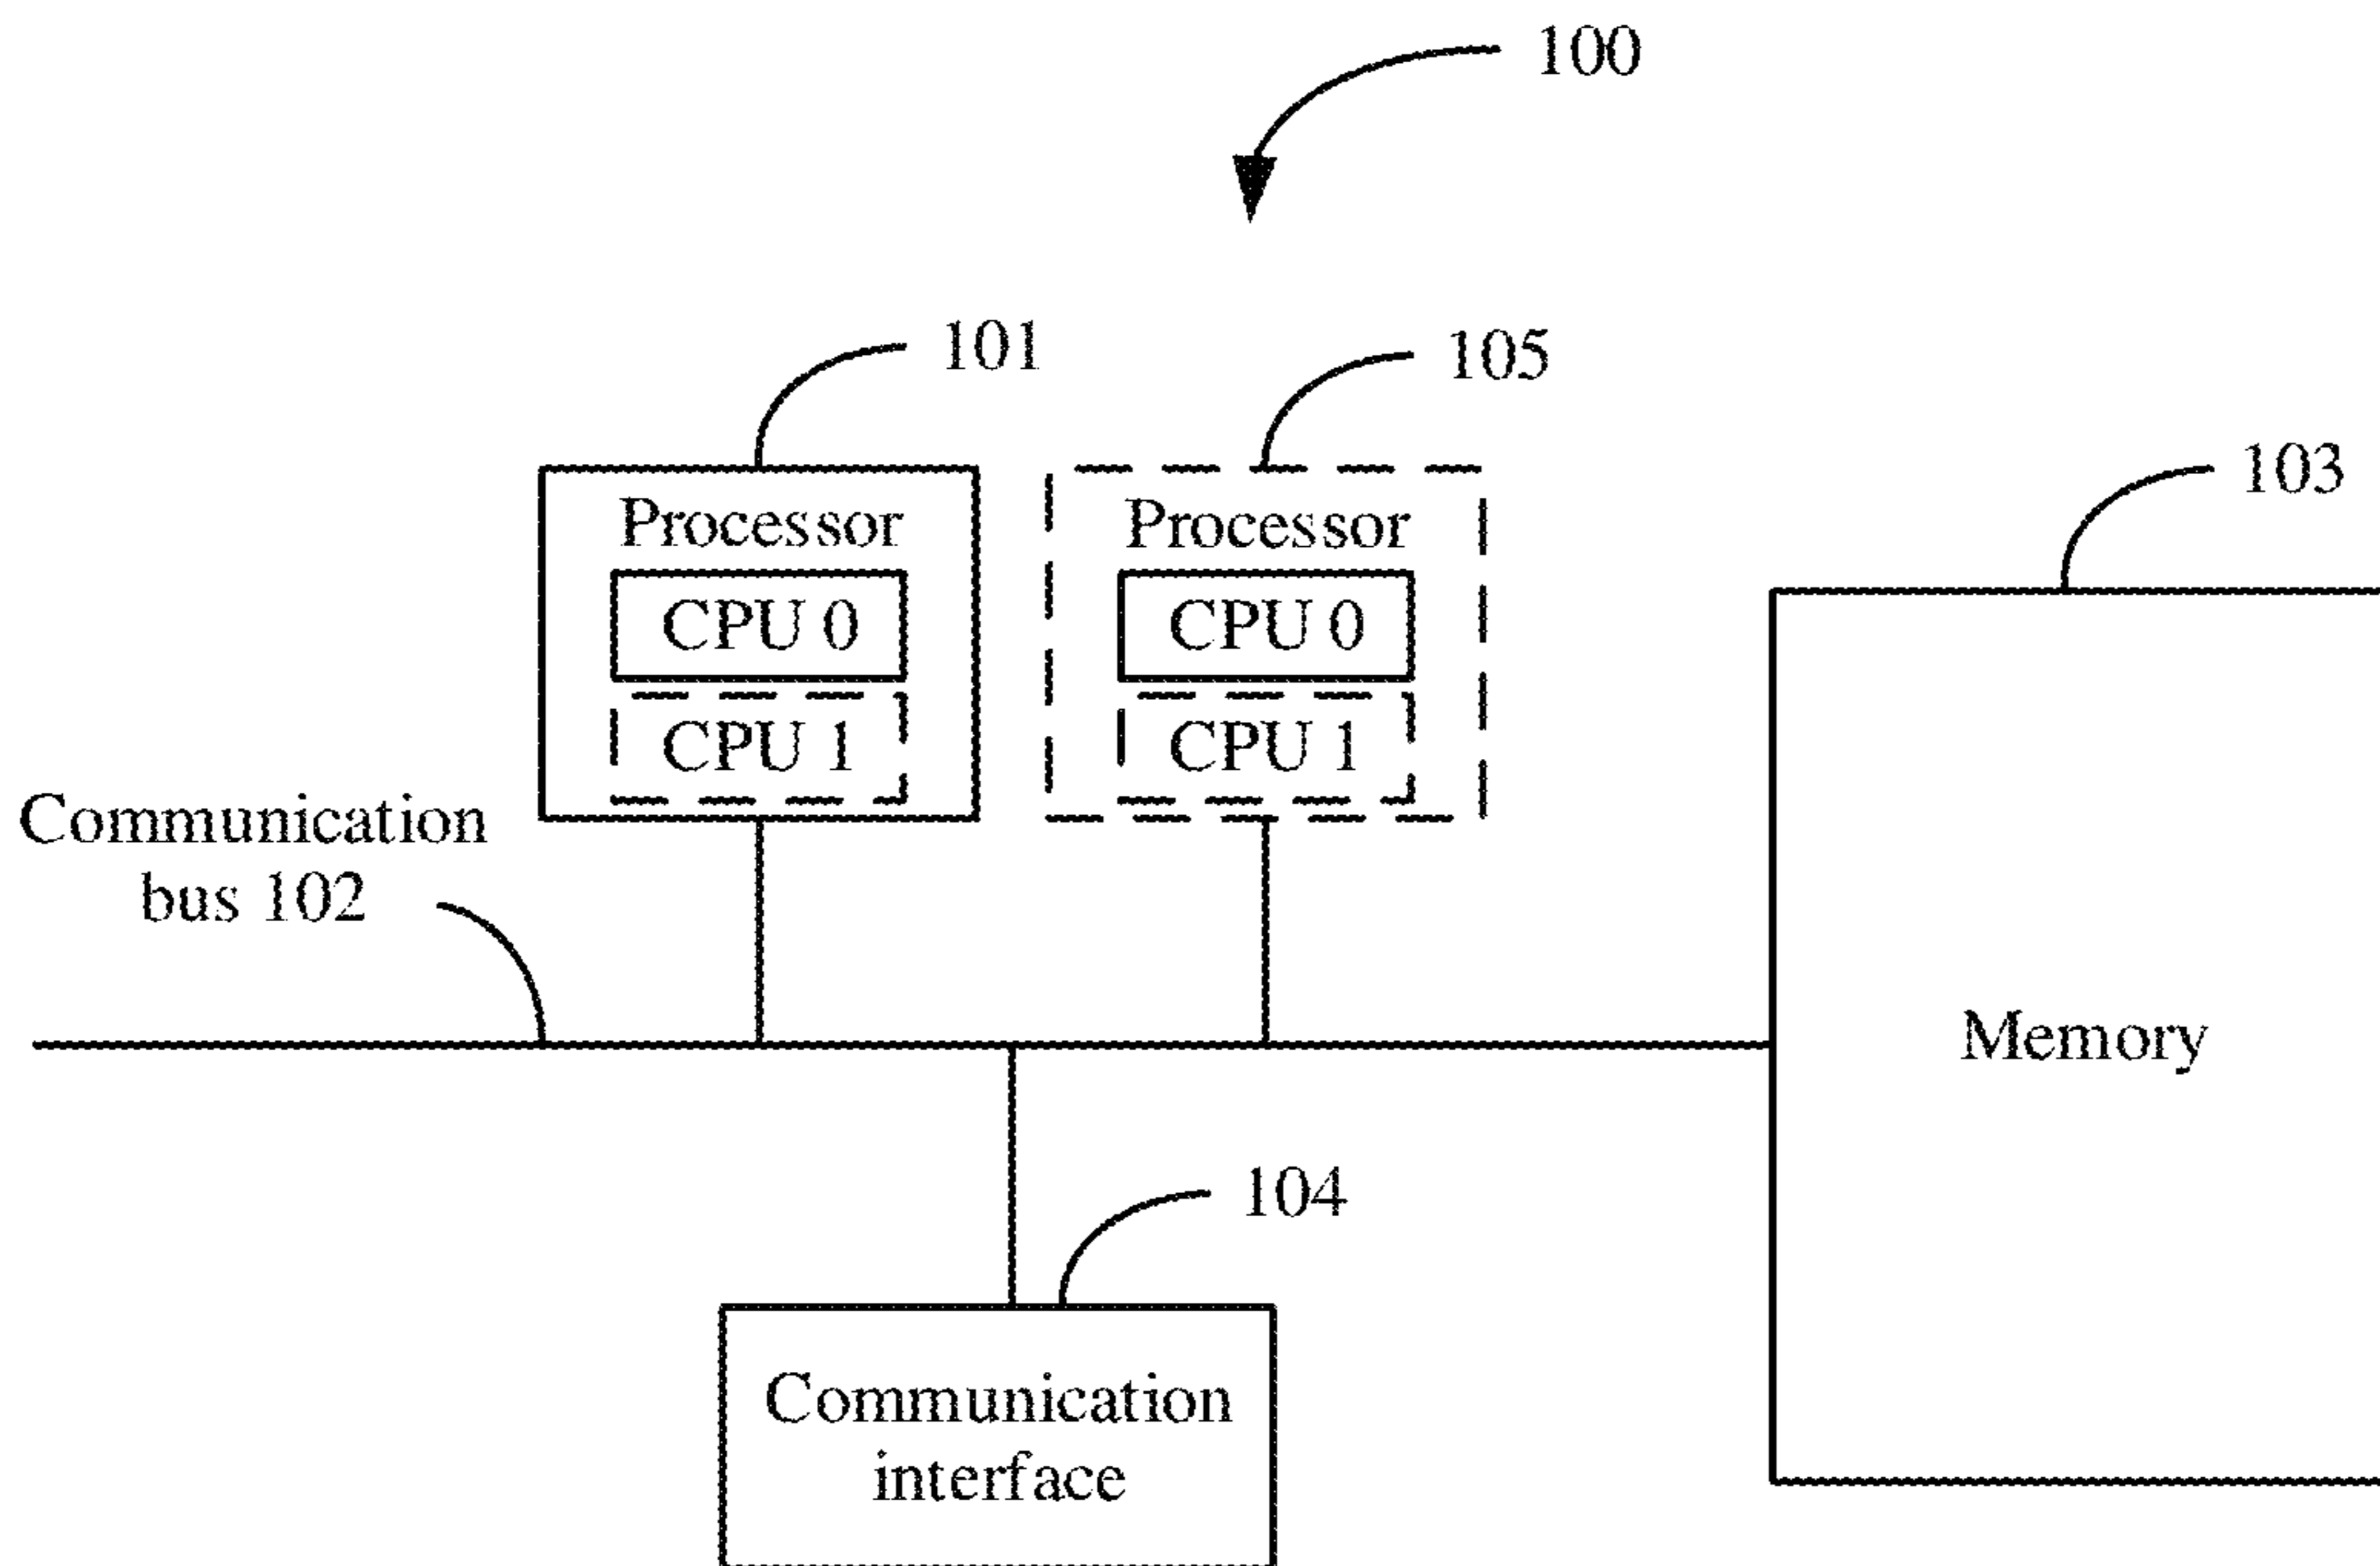 100
101
105
103
Processor
Processor
CPU 0
CPU 0
CPU 1
CPU 1
Communication
bus 102
Memory
104
Communication
interface